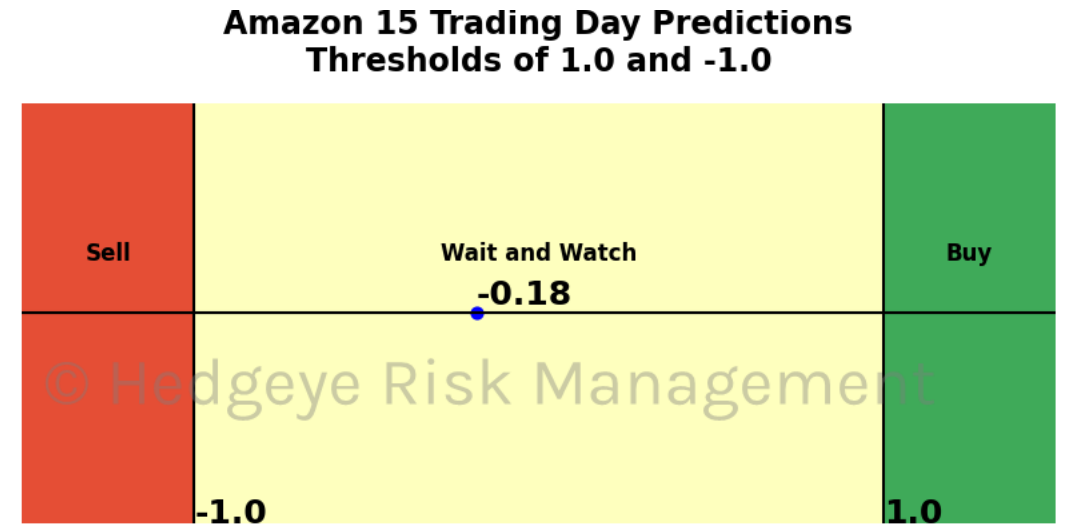 Amazon 15 Trading Day Predictions
Thresholds of 1.0 and -1.0
Sell
Wait and Watch
Buy
-0.18
© Hedgeye Risk Management
-1.0
1.0